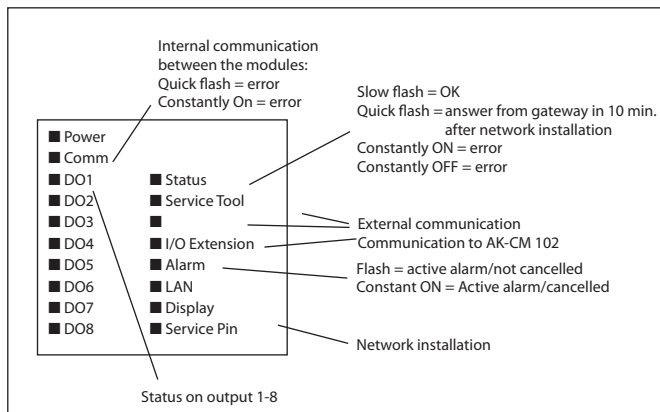 Internal communication
between the modules:
Quick flash = error
Constantly On = error
Slow flash = OK
Quick flash = answer from gateway in 10 min.
after network installation
Constantly ON = error
Constantly OFF = error
Power
Comm
DO1
DO2
DO3
DO4
DO5
DO6
DO7
DO8
Status
Service Tool
I/O Extension
Alarm
LAN
Display
Service Pin
External communication
Communication to AK-CM 102
Flash = active alarm/not cancelled
Constant ON = Active alarm/cancelled
Network installation
Status on output 1-8